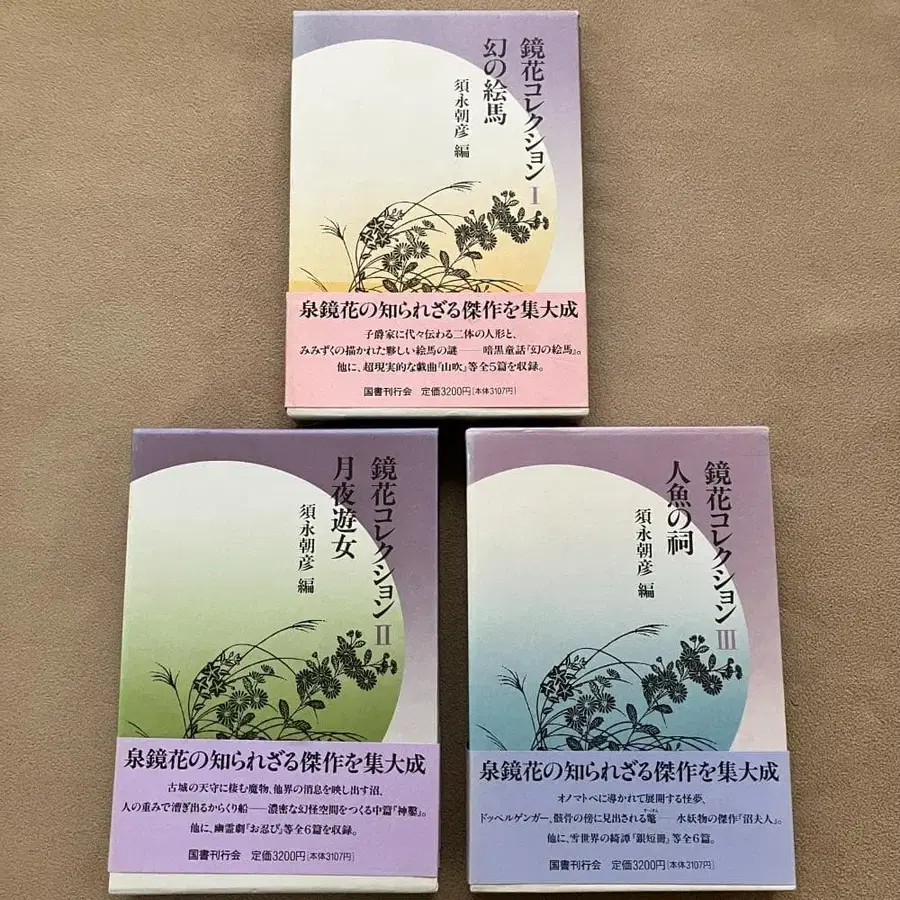 鏡花コレクション I
幻の絵馬
須永朝彦 編
泉鏡花の知られざる傑作を集大成
子爵家に代々伝わる二体の人形と、
みみずくの描かれた夥しい絵馬の謎――暗黒童話『幻の絵馬』。
他に、超現実的な戯曲『山吹』等全5篇を収録。
国書刊行会 定価3200円[本体3107円]
鏡花コレクション II
月夜遊女
須永朝彦 編
泉鏡花の知られざる傑作を集大成
古城の天守に棲む魔物、他界の消息を映し出す沼、
人の重みで漕ぎ出るからくり船――濃密な幻怪空間をつくる中篇『神鑿』。
他に、幽霊劇『お忍び』等全6篇を収録。
国書刊行会 定価3200円[本体3107円]
鏡花コレクション III
人魚の祠
須永朝彦 編
泉鏡花の知られざる傑作を集大成
オノマトペに導かれて展開する怪夢、
ドッペルゲンガー、骸骨の傍に見出される鼈――水妖物の傑作『沼夫人』。
他に、雪世界の綺譚『銀短冊』等、全6篇。
国書刊行会 定価3200円[本体3107円]